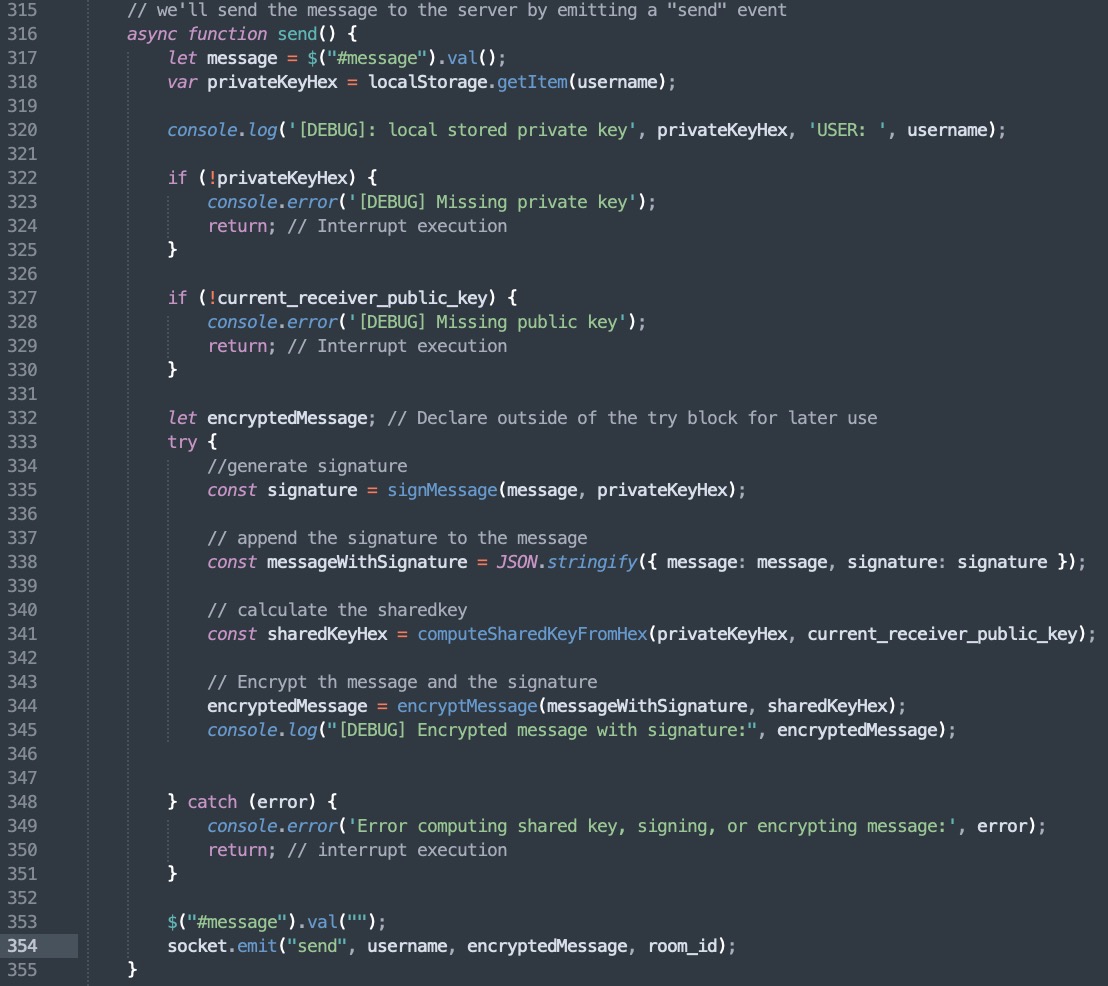 315 // we'll send the message to the server by emitting a "send" event
316 async function send() {
317 let message = $("#message").val();
318 var privateKeyHex = localStorage.getItem(username);
319
320 console.log('[DEBUG]: local stored private key', privateKeyHex, 'USER: ', username);
321
322 if (!privateKeyHex) {
323 console.error('[DEBUG] Missing private key');
324 return; // Interrupt execution
325 }
326
327 if (!current_receiver_public_key) {
328 console.error('[DEBUG] Missing public key');
329 return; // Interrupt execution
330 }
331
332 let encryptedMessage; // Declare outside of the try block for later use
333 try {
334 //generate signature
335 const signature = signMessage(message, privateKeyHex);
336
337 // append the signature to the message
338 const messageWithSignature = JSON.stringify({ message: message, signature: signature });
339
340 // calculate the sharedkey
341 const sharedKeyHex = computeSharedKeyFromHex(privateKeyHex, current_receiver_public_key);
342
343 // Encrypt th message and the signature
344 encryptedMessage = encryptMessage(messageWithSignature, sharedKeyHex);
345 console.log("[DEBUG] Encrypted message with signature:", encryptedMessage);
346
347
348 } catch (error) {
349 console.error('Error computing shared key, signing, or encrypting message:', error);
350 return; // interrupt execution
351 }
352
353 $("#message").val("");
354 socket.emit("send", username, encryptedMessage, room_id);
355 }